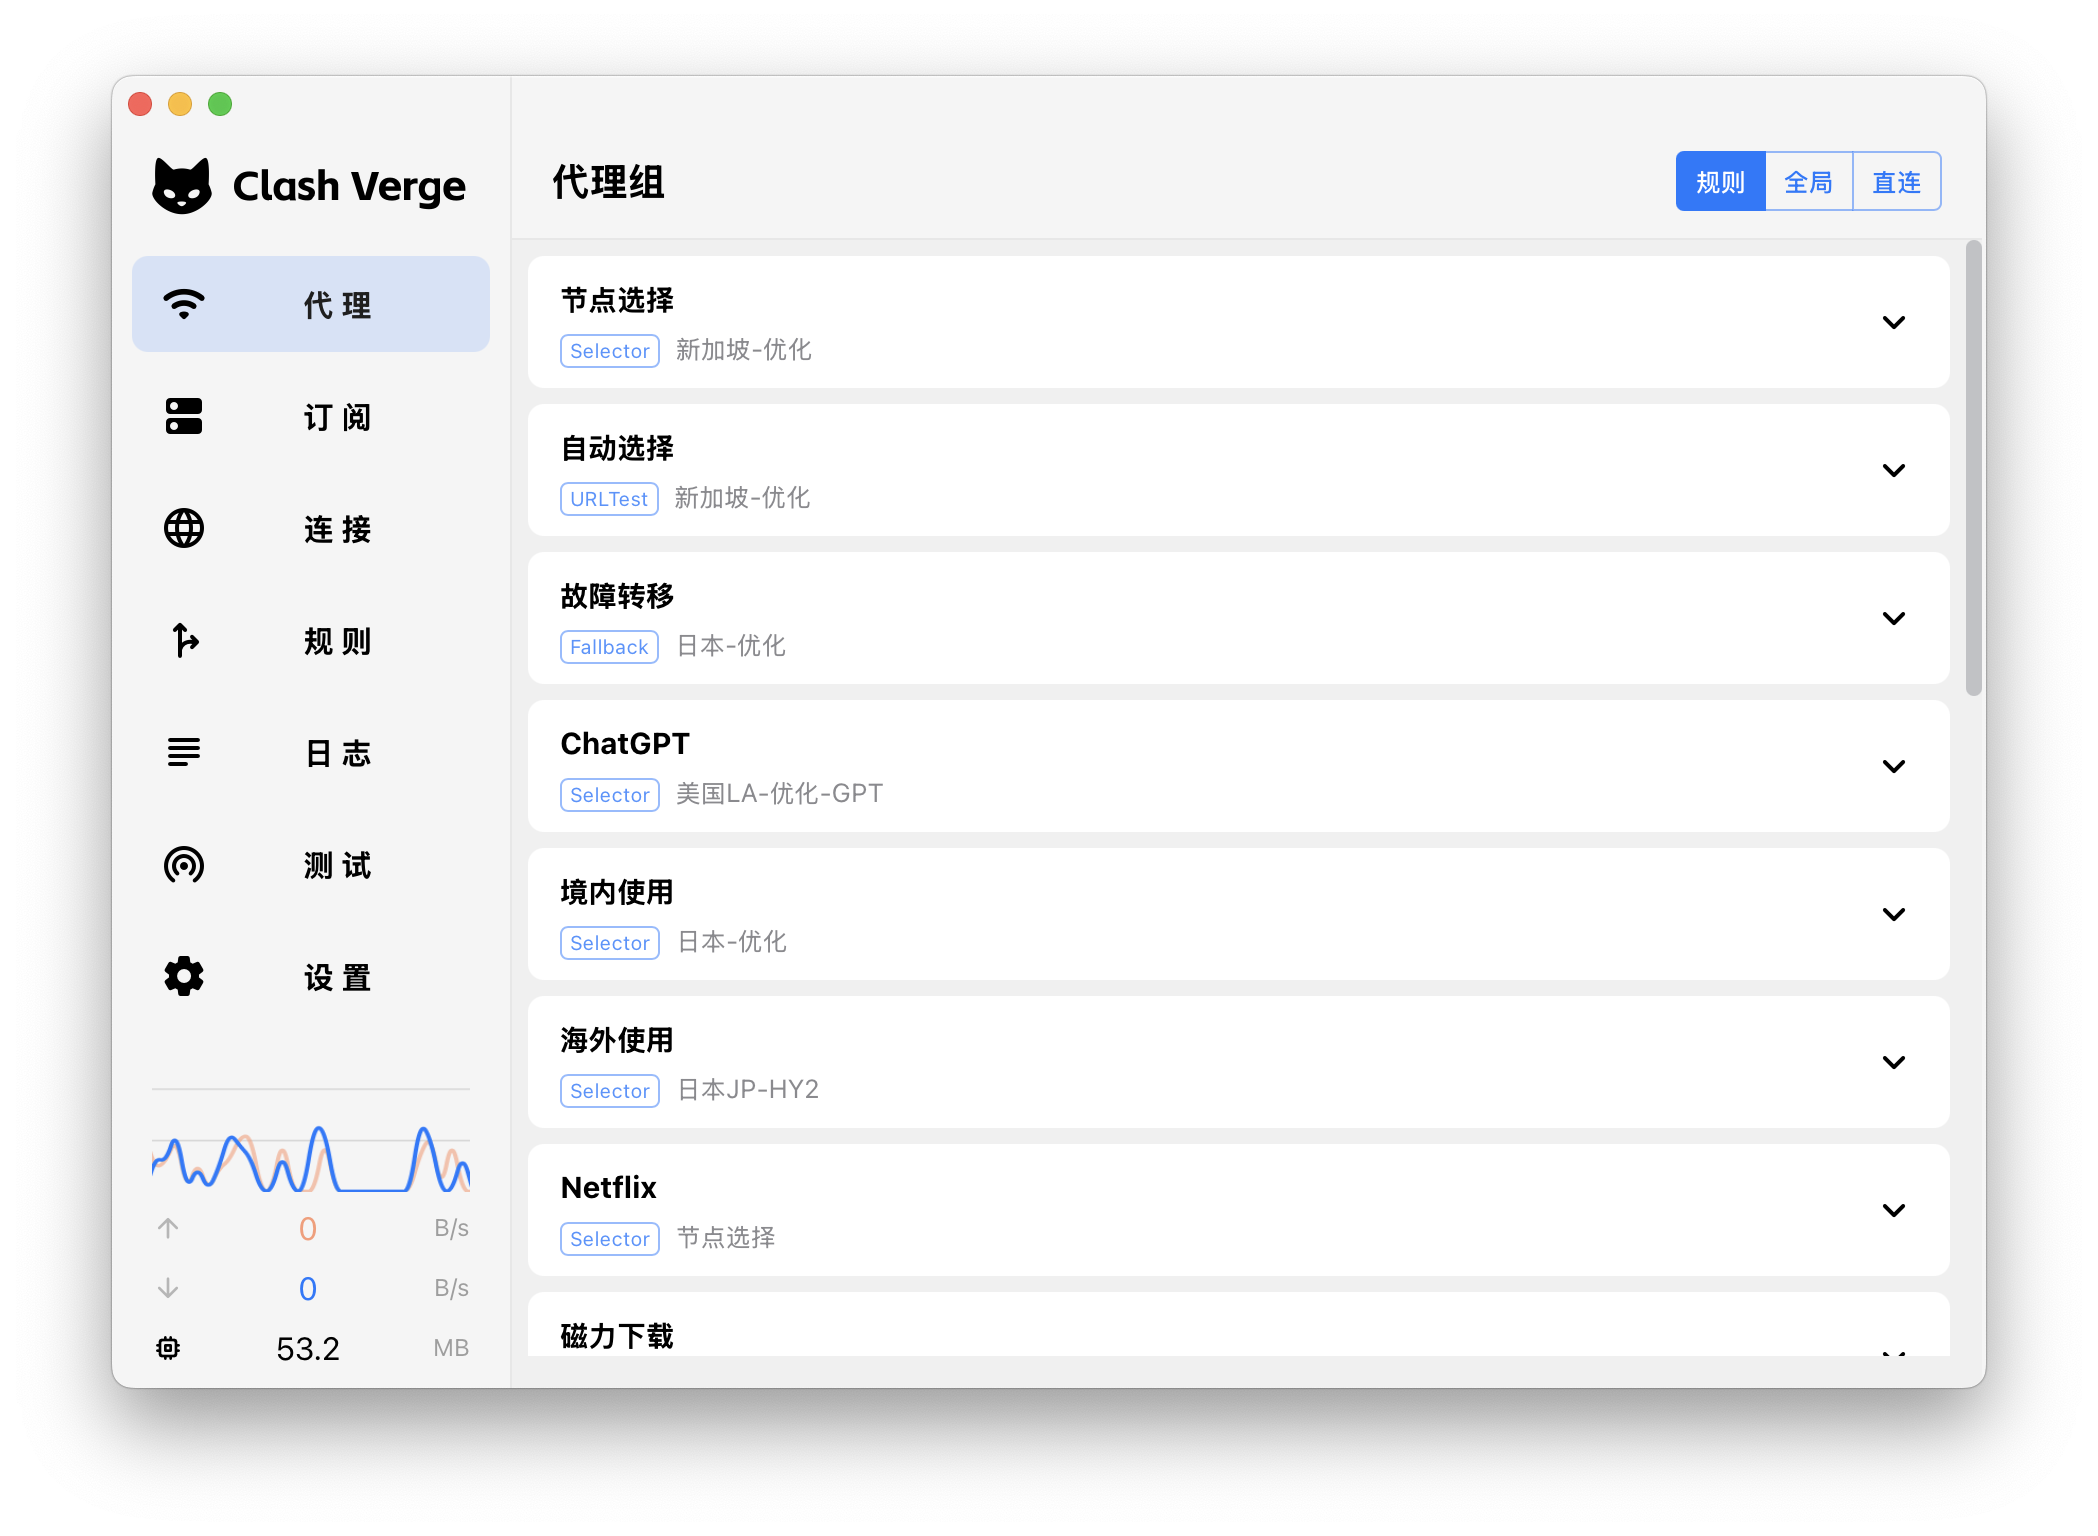 Clash Verge
代 理
订 阅
连 接
规 则
日 志
测 试
设 置
0 B/s
0 B/s
53.2 MB
代理组
规则 全局 直连
节点选择
Selector 新加坡-优化
自动选择
URLTest 新加坡-优化
故障转移
Fallback 日本-优化
ChatGPT
Selector 美国LA-优化-GPT
境内使用
Selector 日本-优化
海外使用
Selector 日本JP-HY2
Netflix
Selector 节点选择
磁力下载